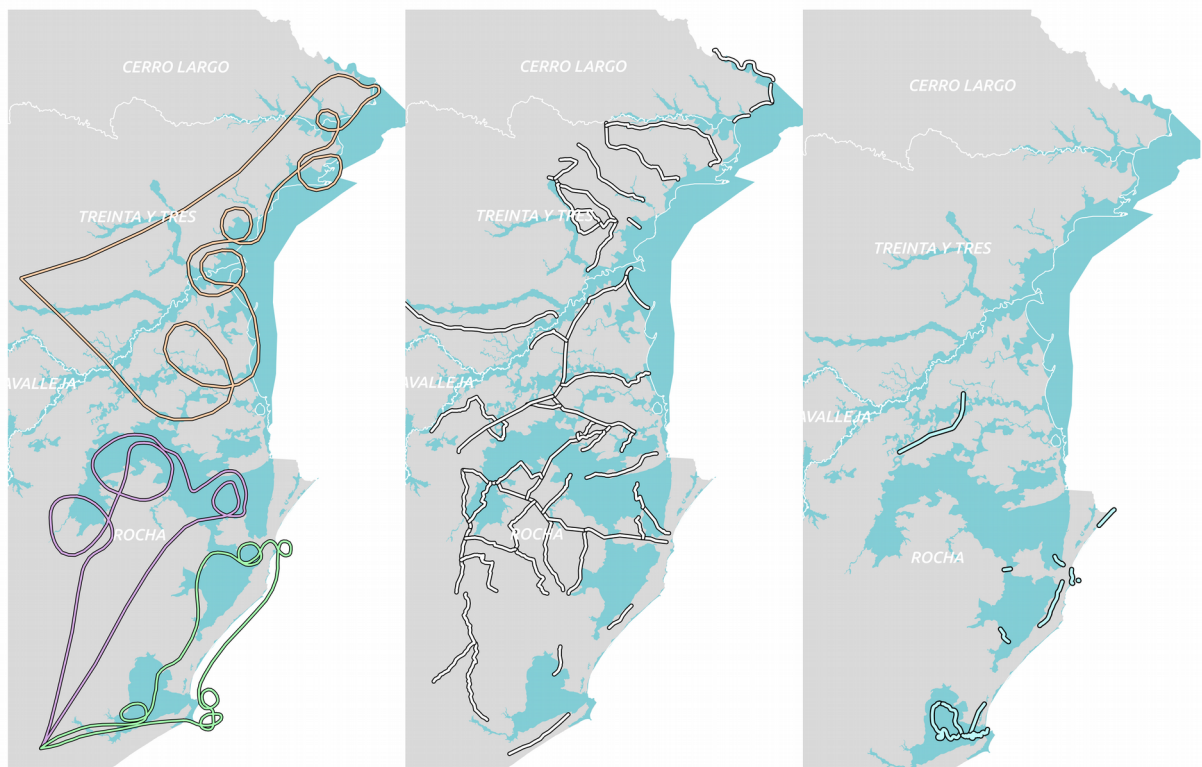 CERRO LARGO
TREINTA Y TRES
AVALLEJA
ROCHA
CERRO LARGO
TREINTA Y TRES
AVALLEJA
ROCHA
CERRO LARGO
TREINTA Y TRES
AVALLEJA
ROCHA